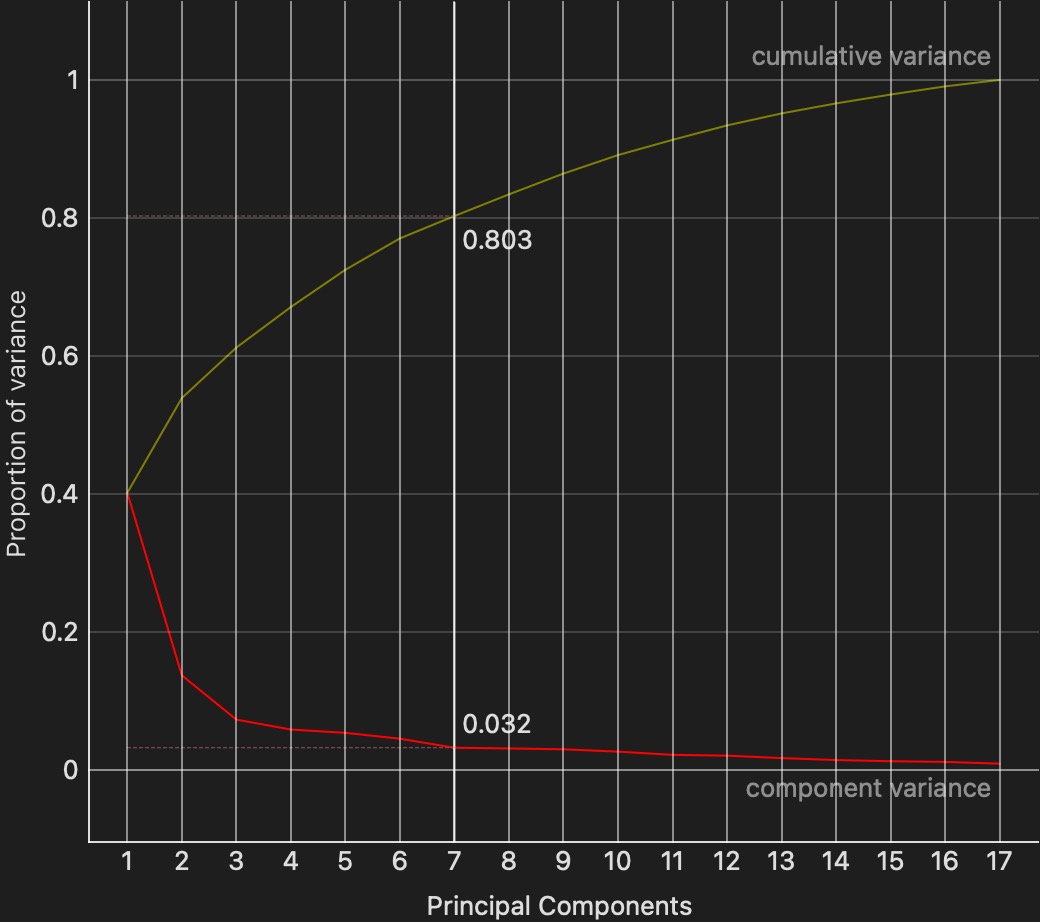 cumulative variance
1
0.8
0.803
0.6
0.4
0.2
0.032
0
component variance
Proportion of variance
1 2 3 4 5 6 7 8 9 10 11 12 13 14 15 16 17
Principal Components